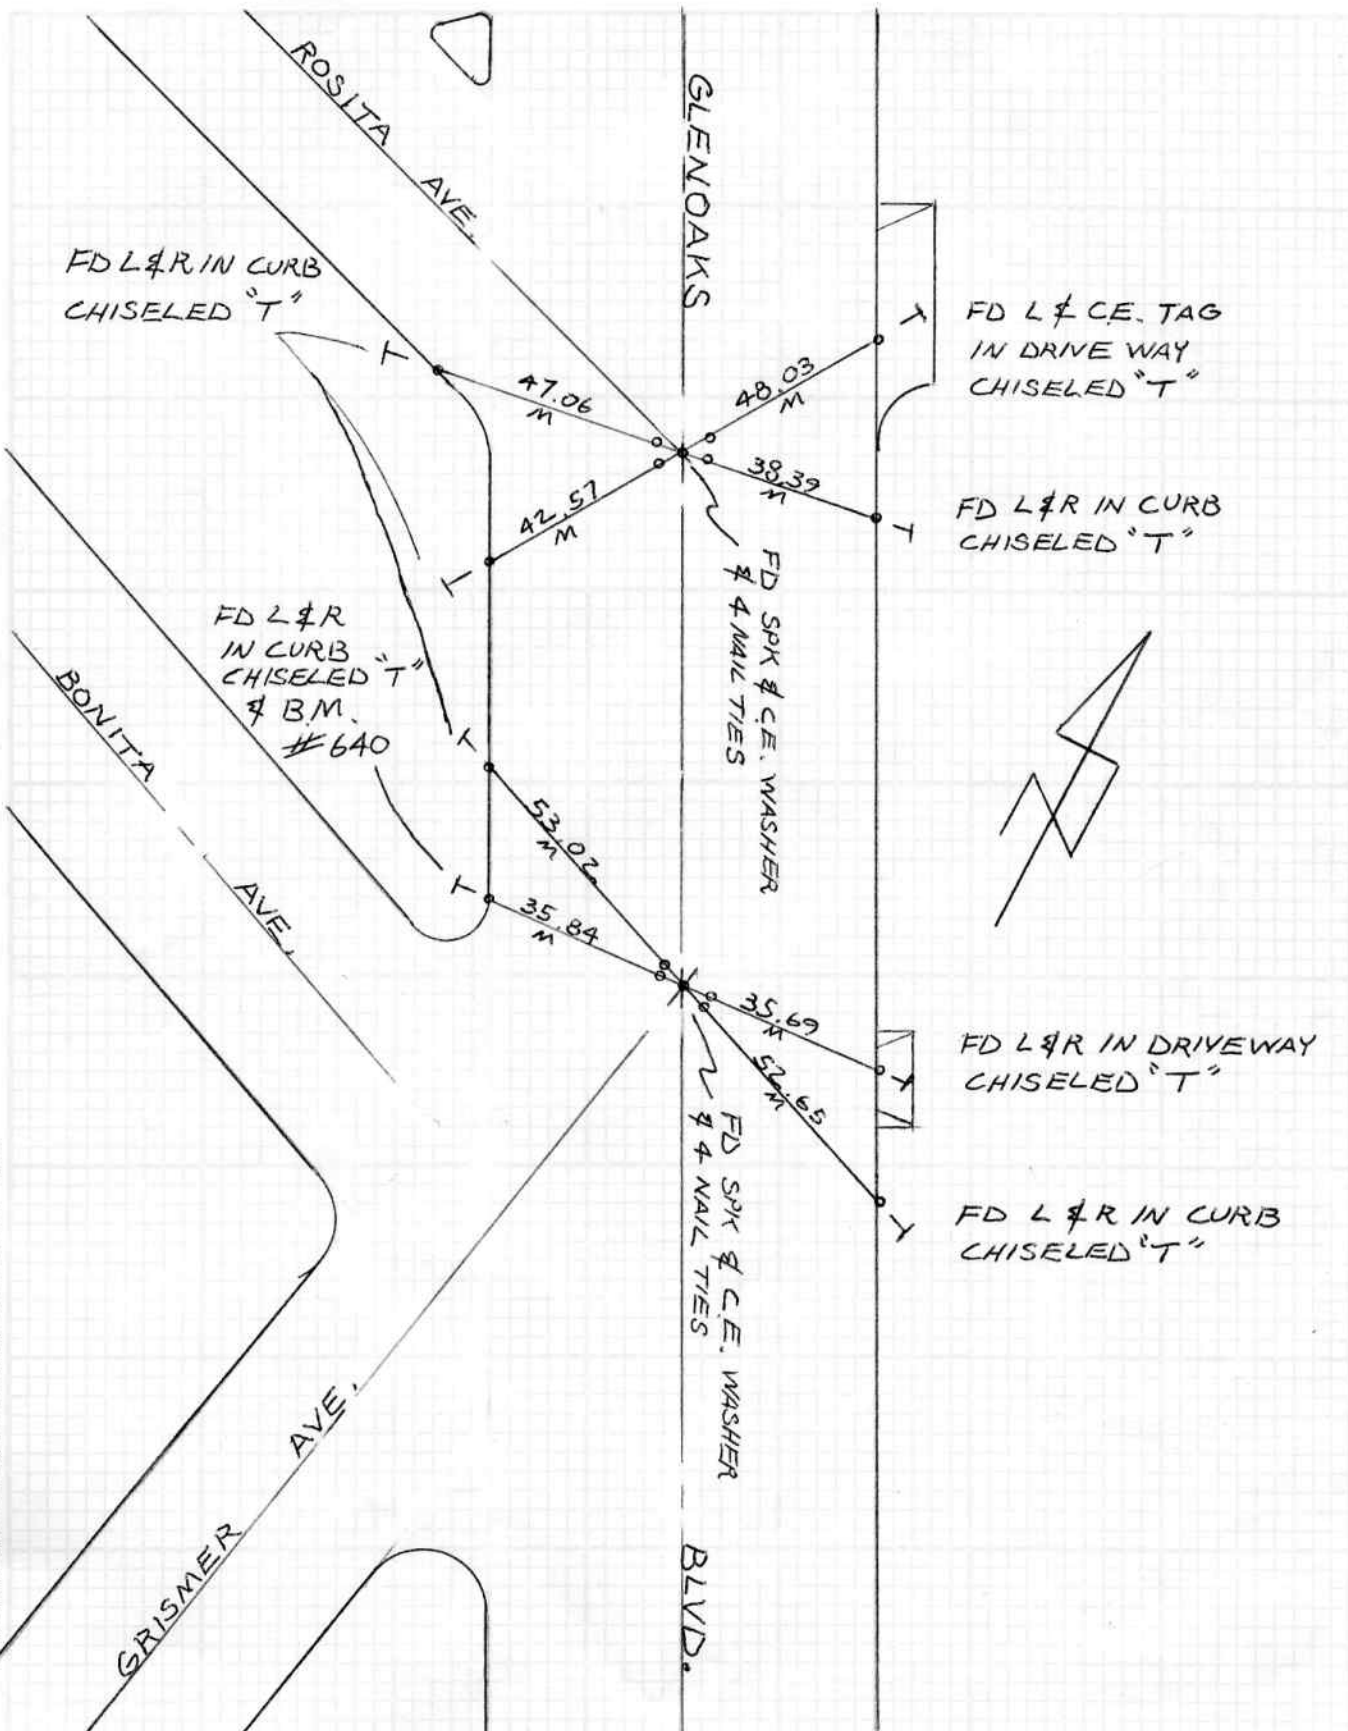 ROSITA
AVE.
GLENOAKS
FD L & R IN CURB
CHISELED "T"
T
47.06
M
48.03
M
T
FD L & C.E. TAG
IN DRIVE WAY
CHISELED "T"
42.57
M
T
38.39
M
T
FD L & R IN CURB
CHISELED "T"
FD SPK & C.E. WASHER
& 4 NAIL TIES
FD L & R
IN CURB
CHISELED "T"
& B.M.
#640
BONITA
AVE.
T
53.02
M
T
35.84
M
35.69
M
T
FD L & R IN DRIVEWAY
CHISELED "T"
52.65
M
T
FD L & R IN CURB
CHISELED "T"
FD SPK & C.E. WASHER
& 4 NAIL TIES
GRISMER
AVE.
BLVD.